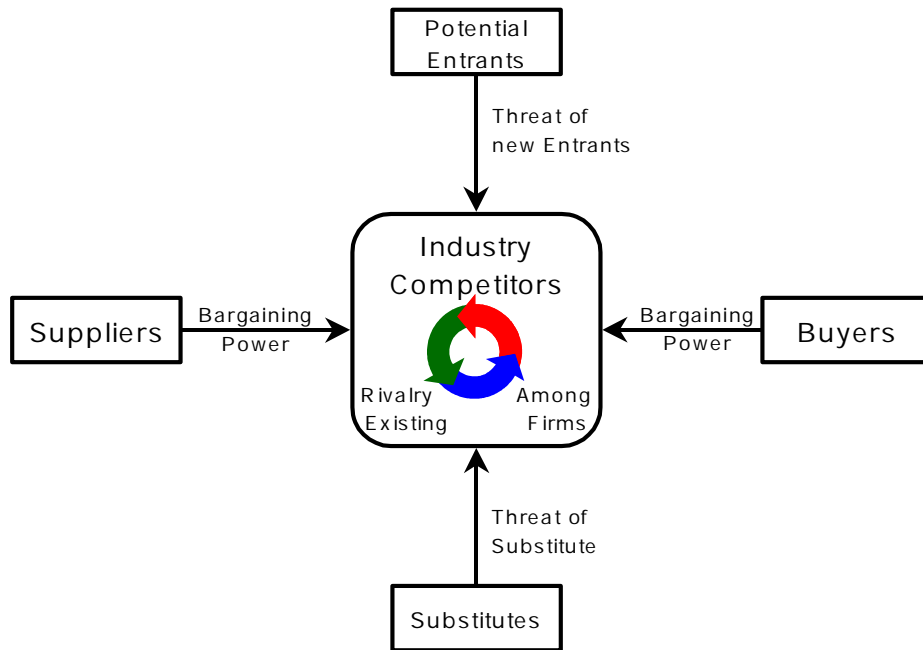 Potential
Entrants
Threat of
new Entrants
Industry
Competitors
Suppliers
Bargaining
Power
Bargaining
Power
Buyers
Rivalry
Existing
Among
Firms
Threat of
Substitute
Substitutes